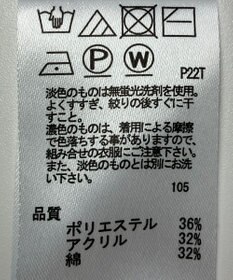 P W
P22T
淡色のものは無蛍光洗剤を使用。
よくすすぎ、絞りの後すぐに干
すこと。
濃色のものは、着用による摩擦
で色落ちする事がありますので、
組み合せの衣服にご注意下さい。
また、淡色のものとは別にお洗
い下さい。
105
品質
ポリエステル 36%
アクリル 32%
綿 32%